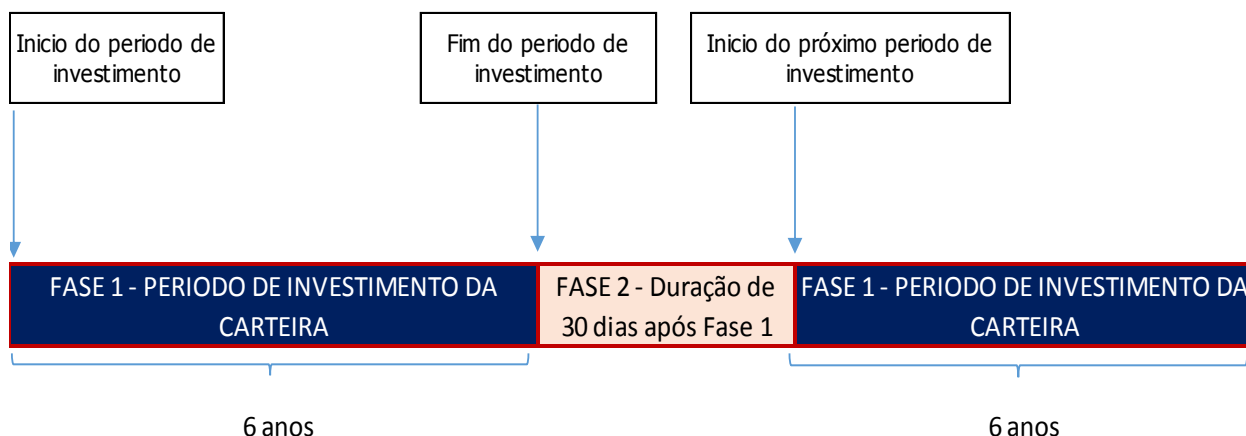 Inicio do periodo de
investimento
Fim do periodo de
investimento
Inicio do próximo periodo de
investimento
FASE 1 - PERIODO DE INVESTIMENTO DA
CARTEIRA
FASE 2 - Duração de
30 dias após Fase 1
FASE 1 - PERIODO DE INVESTIMENTO DA
CARTEIRA
6 anos
6 anos